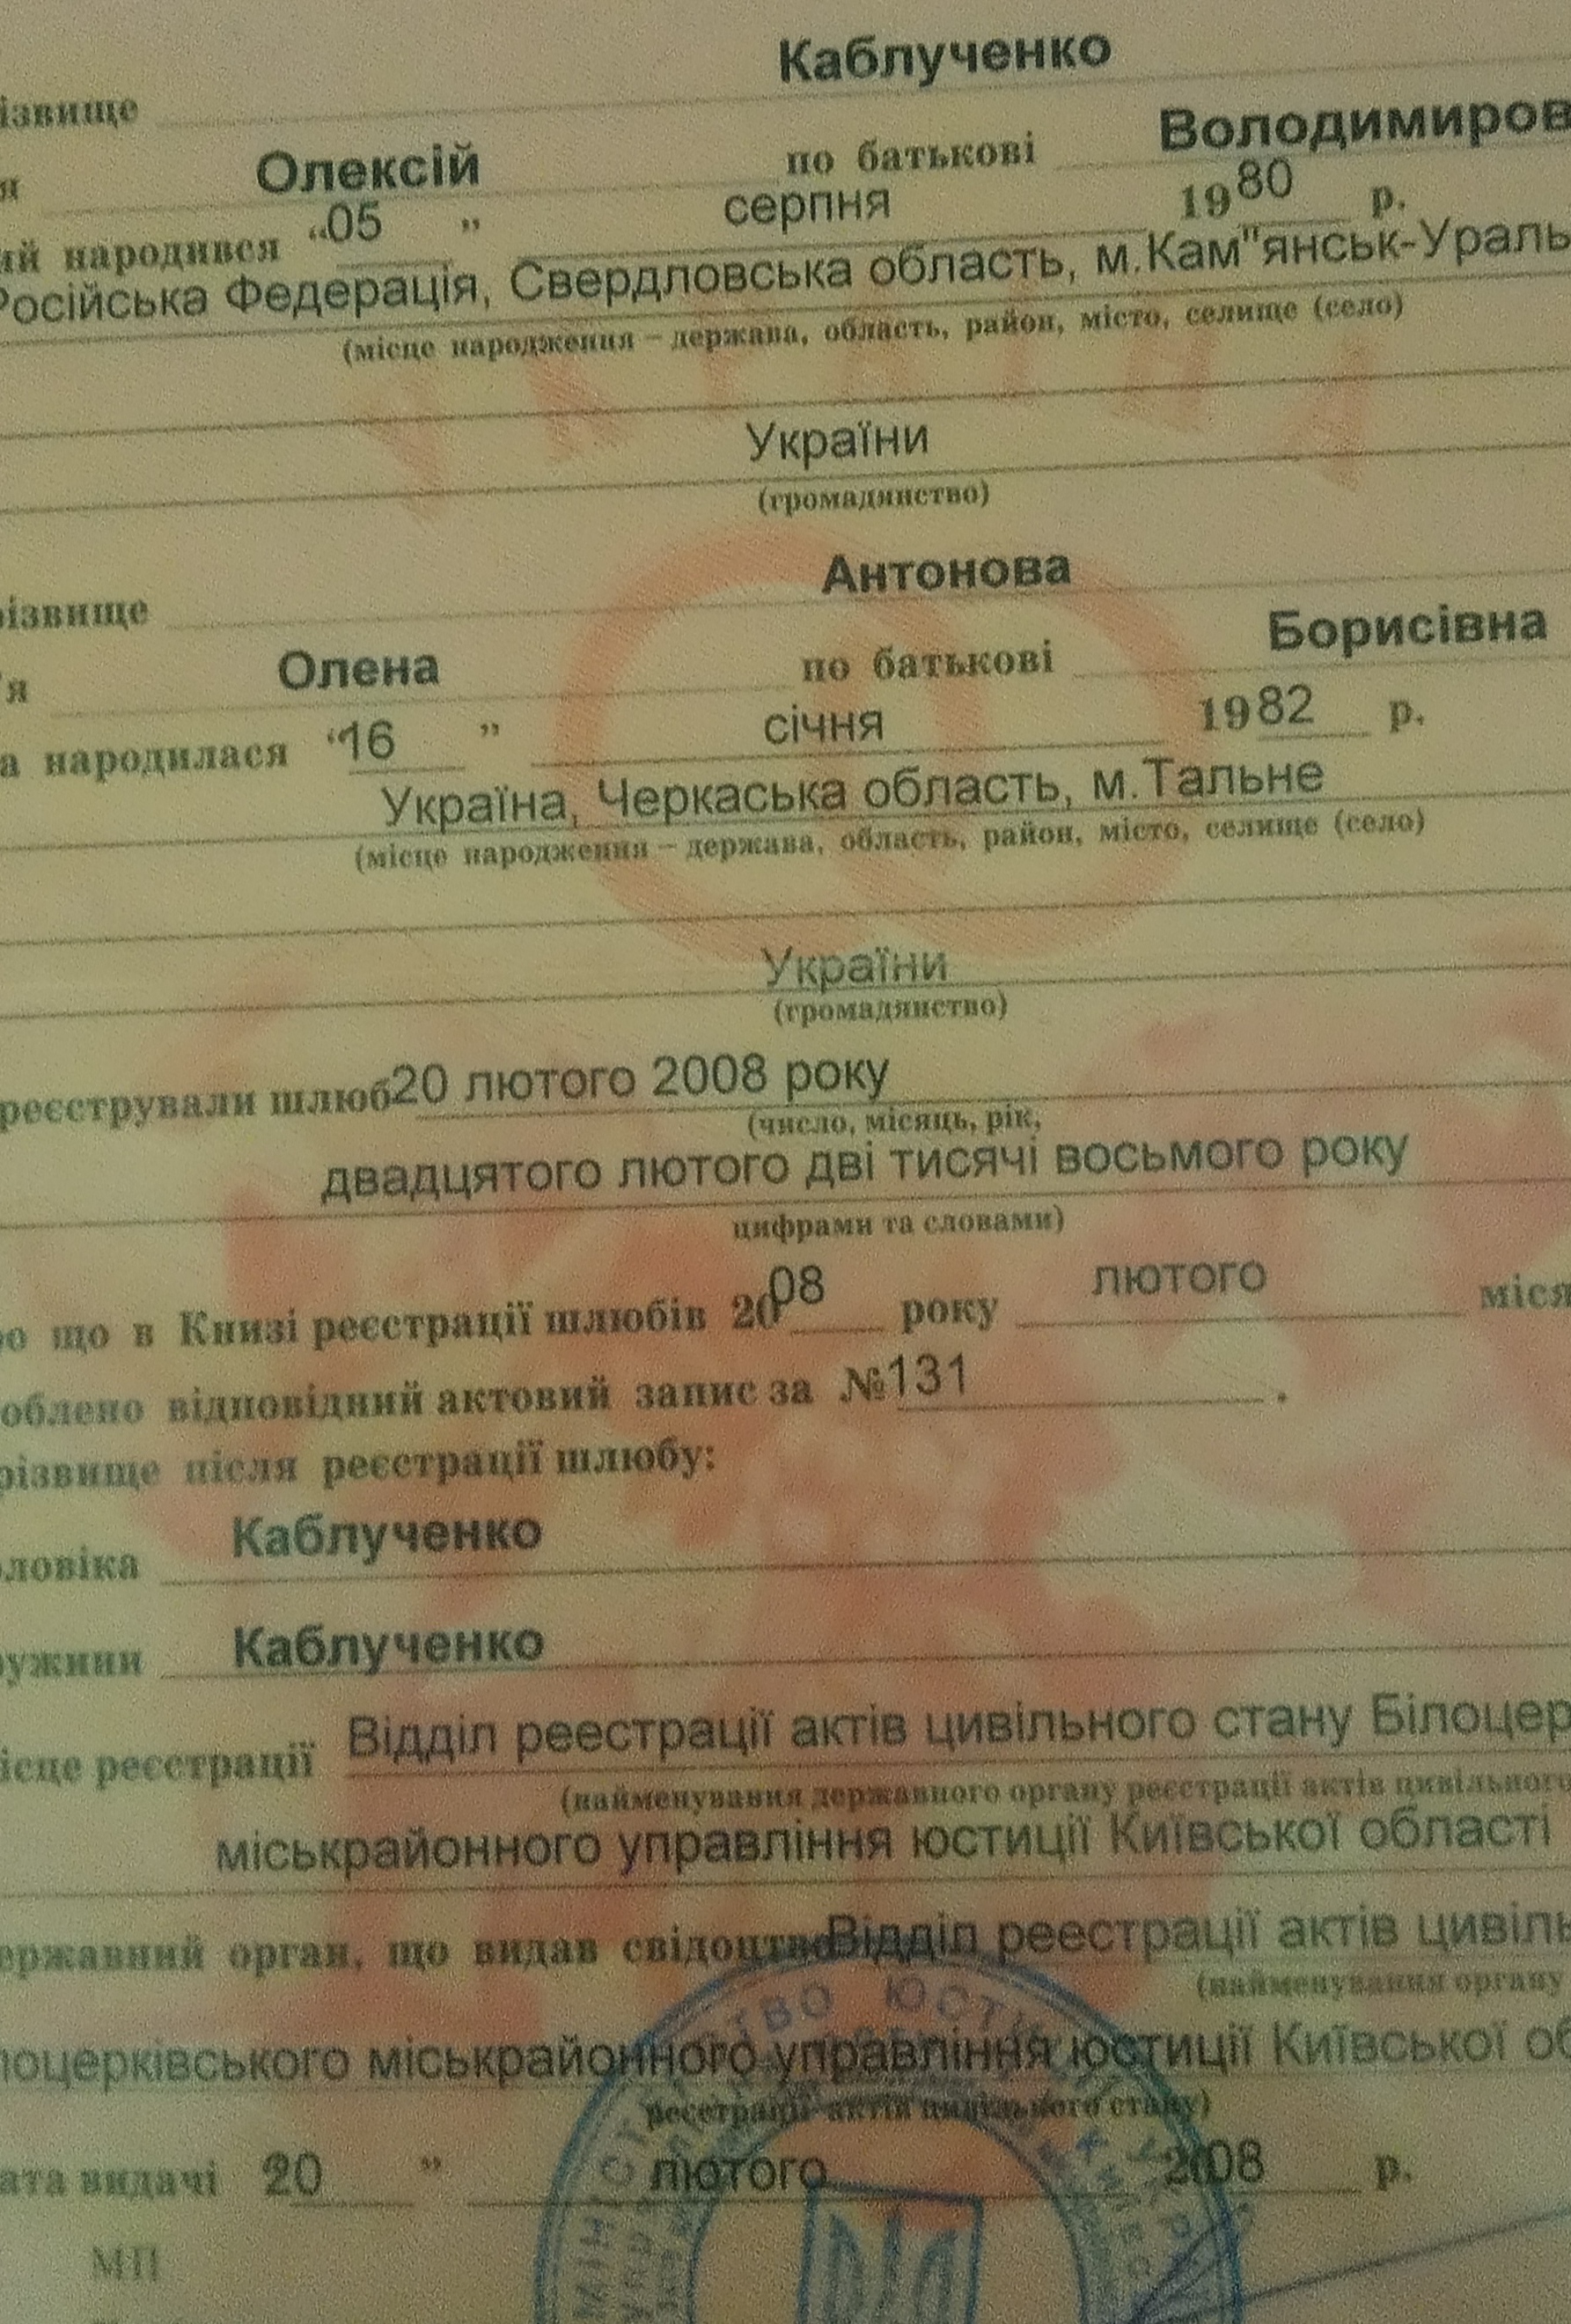 Каблученко
ізвище
Олексій по батькові Володимиров
я
ий народився “05 ” серпня 1980 р.
Російська Федерація, Свердловська область, м.Кам"янськ-Ураль
(місце народження – держава, область, район, місто, селище (село)
УКРАЇНА
України
(громадянство)
Антонова
різвище
Олена по батькові Борисівна
'я
а народилася “16 ” січня 1982 р.
Україна, Черкаська область, м.Тальне
(місце народження – держава, область, район, місто, селище (село)
України
(громадянство)
реєстрували шлюб 20 лютого 2008 року
(число, місяць, рік,
двадцятого лютого дві тисячі восьмого року
цифрами та словами)
ро що в Книзі реєстрації шлюбів 2008 року лютого міся
облено відповідний актовий запис за №131 .
різвище після реєстрації шлюбу:
оловіка Каблученко
ружини Каблученко
ісце реєстрації Відділ реестрації актів цивільного стану Білоцер
(найменування державного органу реєстрації актів цивільного
міськрайонного управління юстиції Київської області
ержавний орган, що видав свідоцтво Відділ реестрації актів цивіль
(найменування органу
лоцерківського міськрайонного управління юстиції Київської об
реєстрації актів цивільного стану)
ата видачі 20 ” лютого 2008 р.
МП